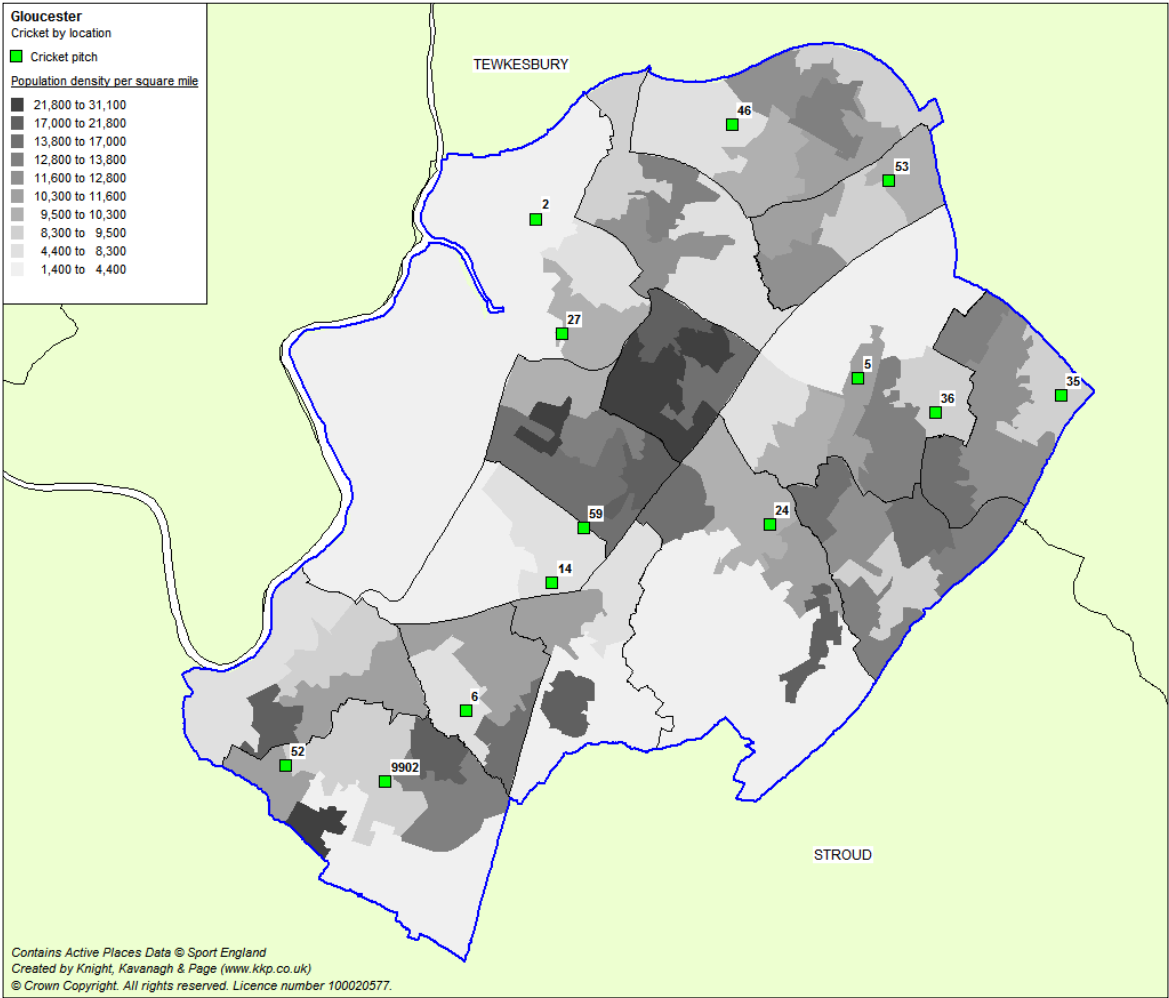 Gloucester
Cricket by location
Cricket pitch
Population density per square mile
21,800 to 31,100
17,000 to 21,800
13,800 to 17,000
12,800 to 13,800
11,600 to 12,800
10,300 to 11,600
9,500 to 10,300
8,300 to 9,500
4,400 to 8,300
1,400 to 4,400
TEWKESBURY
46
53
2
27
5
35
36
59
24
14
6
52
9902
STROUD
Contains Active Places Data © Sport England
Created by Knight, Kavanagh & Page (www.kkp.co.uk)
© Crown Copyright. All rights reserved. Licence number 100020577.